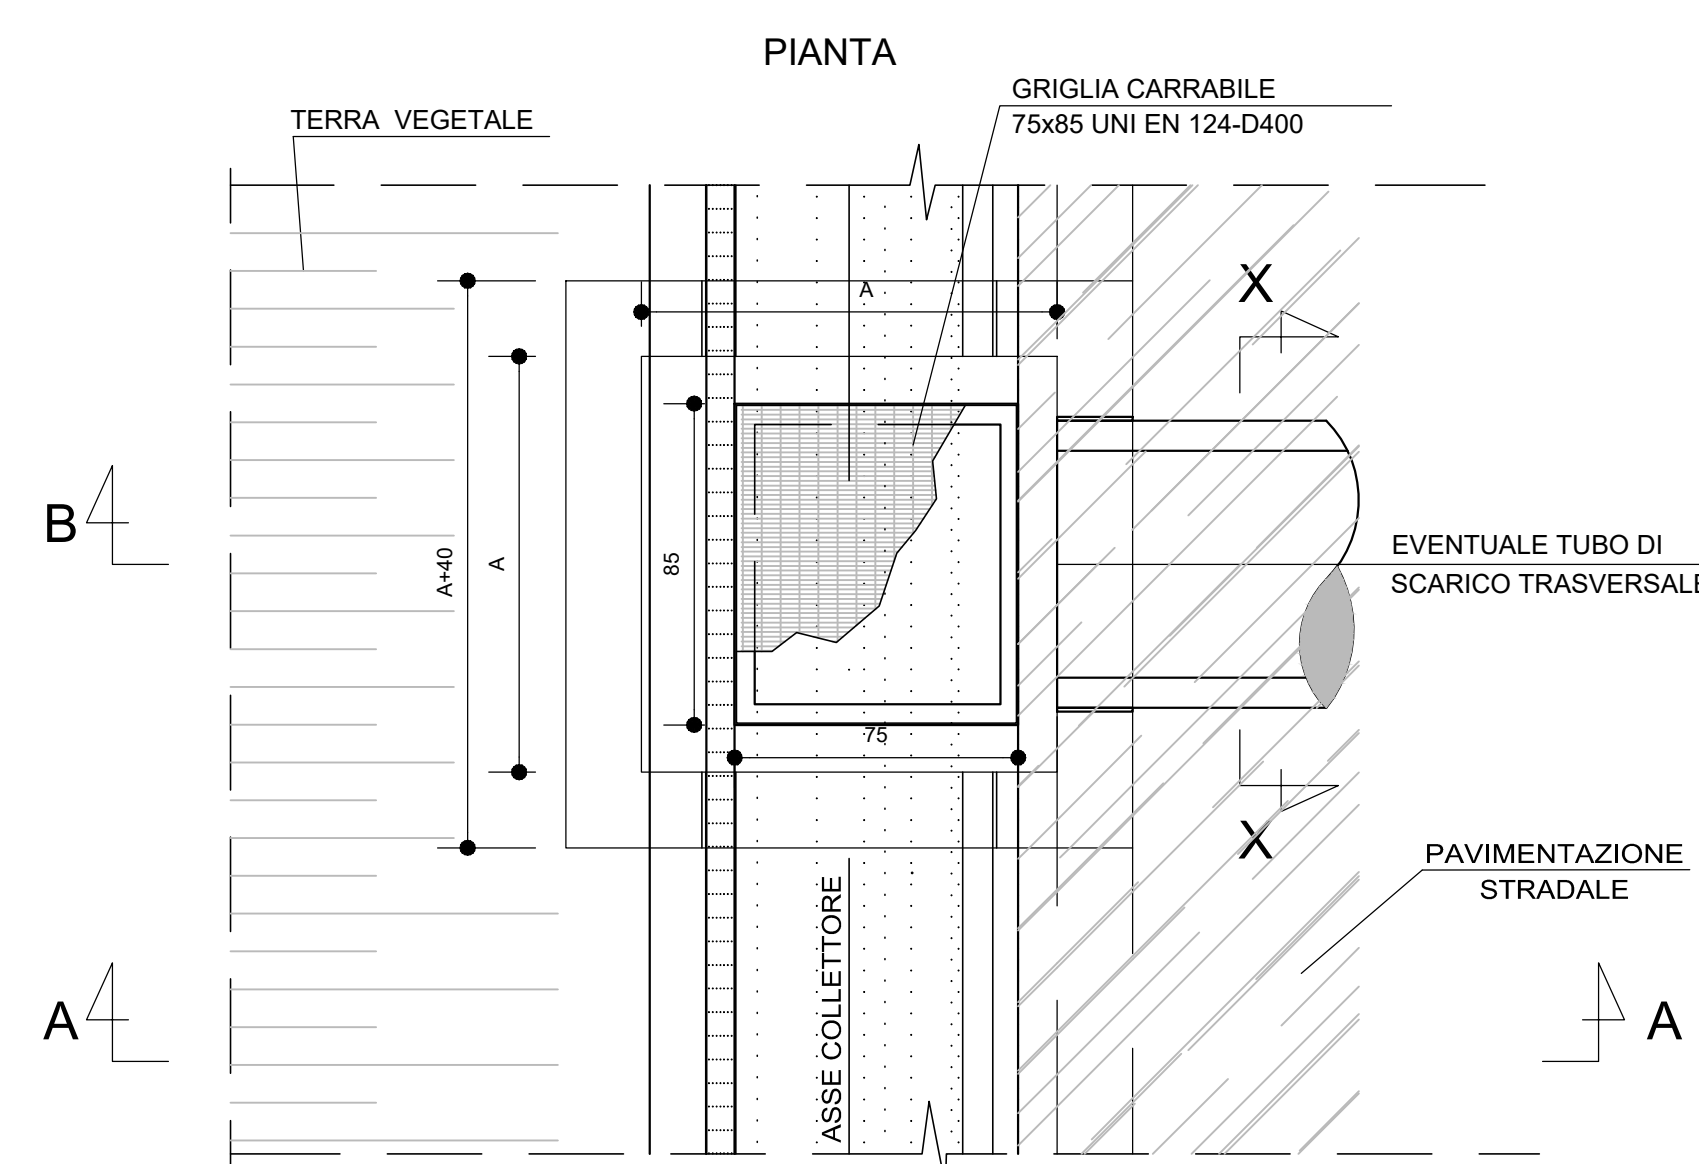 PIANTA
GRIGLIA CARRABILE
75x85 UNI EN 124-D400
TERRA VEGETALE
X
A
B
A+40
A
85
EVENTUALE TUBO DI
SCARICO TRASVERSALE
75
X
PAVIMENTAZIONE
STRADALE
ASSE COLLETTORE
A
A